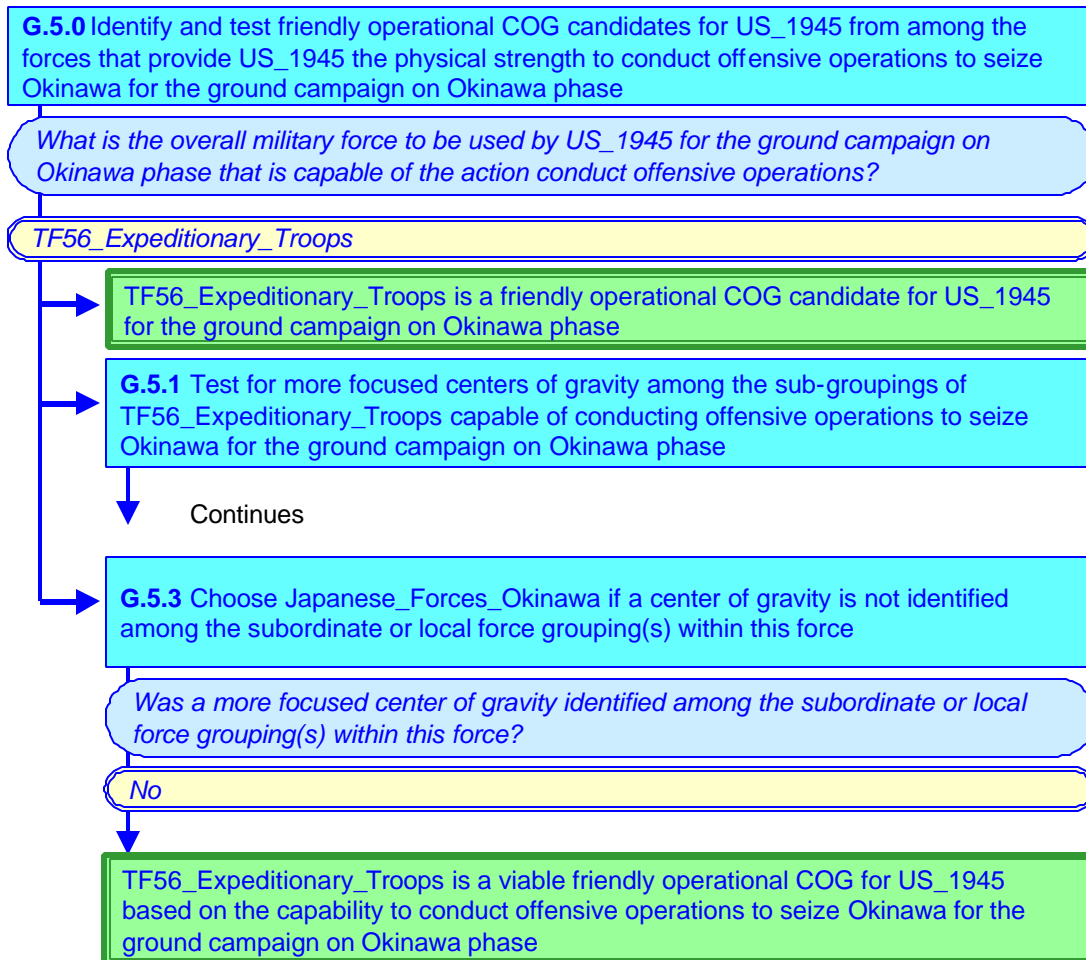 G.5.0 Identify and test friendly operational COG candidates for US_1945 from among the
forces that provide US_1945 the physical strength to conduct offensive operations to seize
Okinawa for the ground campaign on Okinawa phase
What is the overall military force to be used by US_1945 for the ground campaign on
Okinawa phase that is capable of the action conduct offensive operations?
TF56_Expeditionary_Troops
TF56_Expeditionary_Troops is a friendly operational COG candidate for US_1945
for the ground campaign on Okinawa phase
G.5.1 Test for more focused centers of gravity among the sub-groupings of
TF56_Expeditionary_Troops capable of conducting offensive operations to seize
Okinawa for the ground campaign on Okinawa phase
Continues
G.5.3 Choose Japanese_Forces_Okinawa if a center of gravity is not identified
among the subordinate or local force grouping(s) within this force
Was a more focused center of gravity identified among the subordinate or local
force grouping(s) within this force?
No
TF56_Expeditionary_Troops is a viable friendly operational COG for US_1945
based on the capability to conduct offensive operations to seize Okinawa for the
ground campaign on Okinawa phase